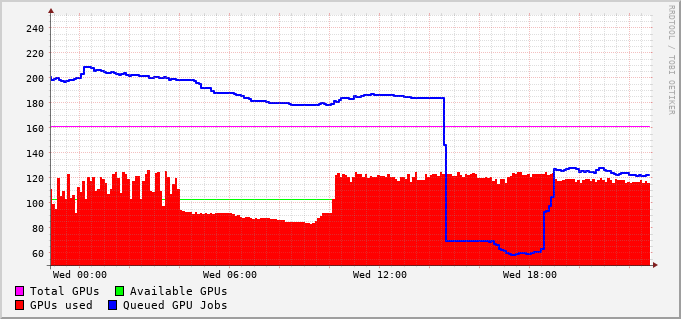 240
220
200
180
160
140
120
100
80
60
Wed 00:00 Wed 06:00 Wed 12:00 Wed 18:00
Total GPUs Available GPUs
GPUs used Queued GPU Jobs
RRDTOOL / TOBI OETIKER